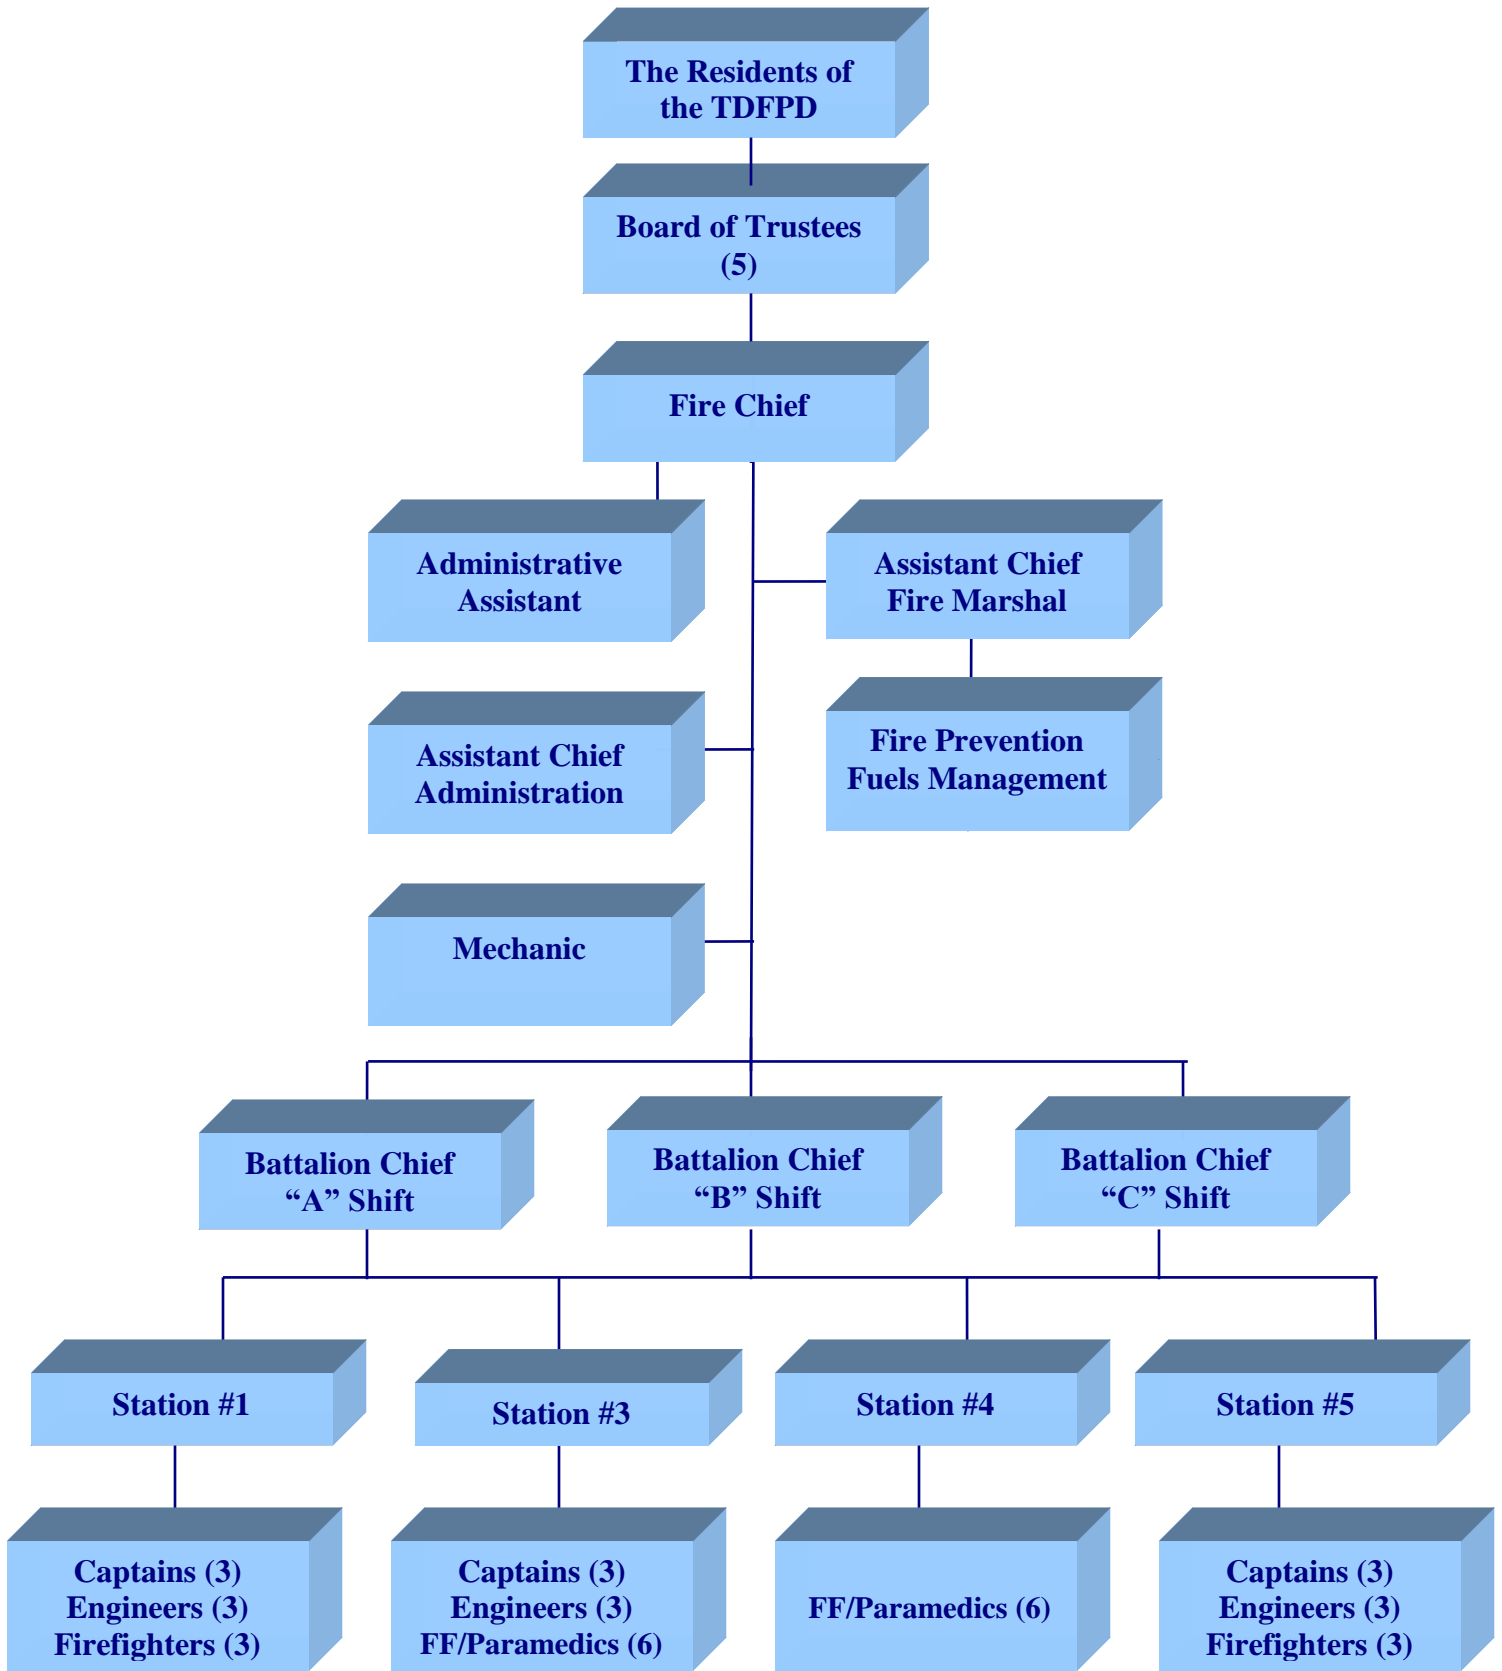 The Residents of
the TDFPD
Board of Trustees
(5)
Fire Chief
Administrative
Assistant
Assistant Chief
Fire Marshal
Assistant Chief
Administration
Fire Prevention
Fuels Management
Mechanic
Battalion Chief
“A” Shift
Battalion Chief
“B” Shift
Battalion Chief
“C” Shift
Station #1
Station #3
Station #4
Station #5
Captains (3)
Engineers (3)
Firefighters (3)
Captains (3)
Engineers (3)
FF/Paramedics (6)
FF/Paramedics (6)
Captains (3)
Engineers (3)
Firefighters (3)